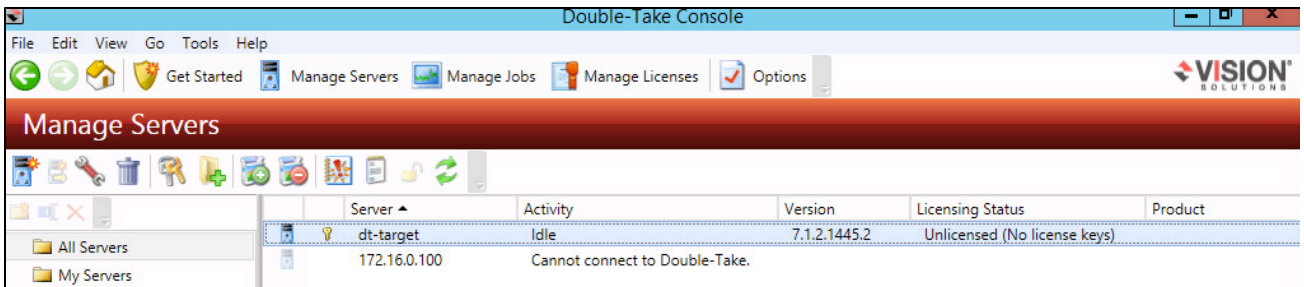 Double-Take Console
File Edit View Go Tools Help
Get Started Manage Servers Manage Jobs Manage Licenses Options VISION SOLUTIONS
Manage Servers
Server Activity Version Licensing Status Product
All Servers dt-target Idle 7.1.2.1445.2 Unlicensed (No license keys)
My Servers 172.16.0.100 Cannot connect to Double-Take.